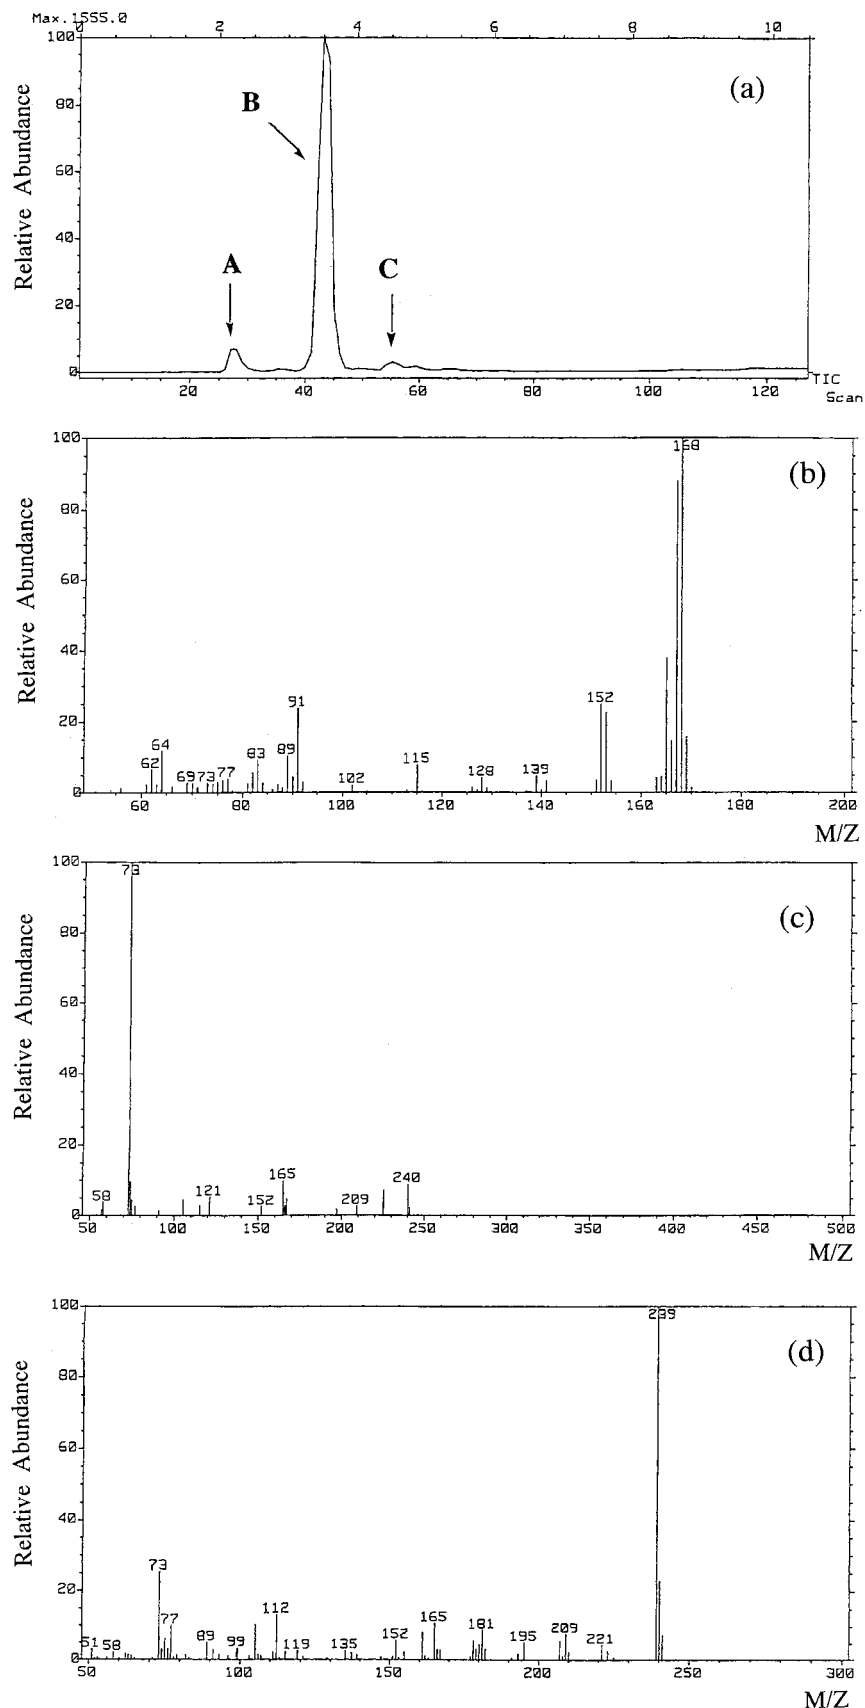 Max.1555.0
0 2 4 6 8 10
100
80
60
40
20
0
Relative Abundance
(a)
B
A
C
20 40 60 80 100 120
TIC
Scan
100
80
60
40
20
0
Relative Abundance
(b)
168
152
91
64
62
69
73
77
83
89
102
115
128
139
60 80 100 120 140 160 180 200
M/Z
100
80
60
40
20
0
Relative Abundance
(c)
73
58
121
152
165
209
240
50 100 150 200 250 300 350 400 450 500
M/Z
100
80
60
40
20
0
Relative Abundance
(d)
239
73
77
51
58
89
99
112
119
135
152
165
181
195
209
221
50 100 150 200 250 300
M/Z